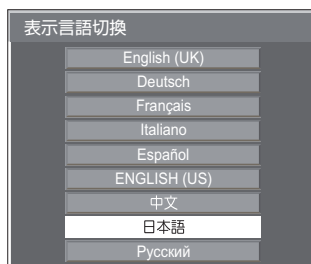 表示言語切換
English (UK)
Deutsch
Français
Italiano
Español
ENGLISH (US)
中文
日本語
Русский